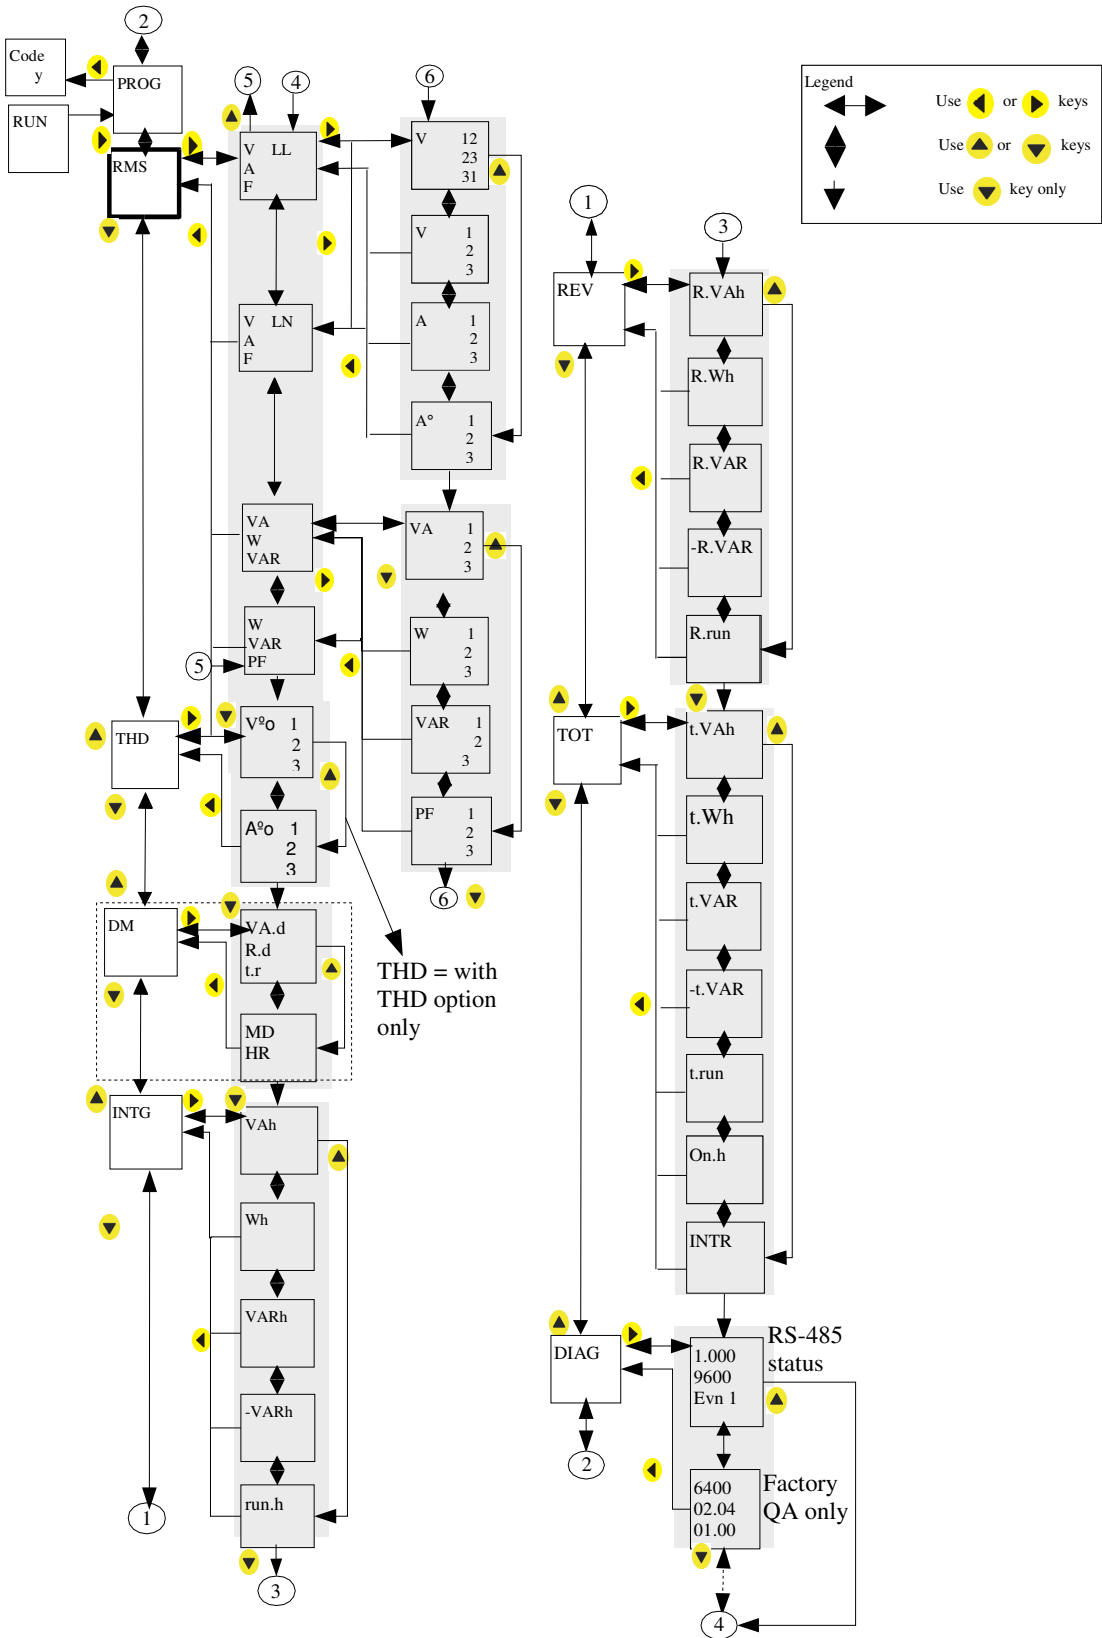 2
Code
y
PROG
RUN
RMS
5
4
6
V LL
A
F
V 12
23
31
V 1
2
3
V LN
A
F
A 1
2
3
A° 1
2
3
VA
W
VAR
VA 1
2
3
W
VAR
PF
5
W 1
2
3
THD
Vºo 1
2
3
VAR 1
2
3
Aºo 1
2
3
PF 1
2
3
6
DM
VA.d
R.d
t.r
THD = with
THD option
only
MD
HR
INTG
VAh
Wh
VARh
-VARh
run.h
1
3
Legend
Use or keys
Use or keys
Use key only
1
3
REV
R.VAh
R.Wh
R.VAR
-R.VAR
R.run
TOT
t.VAh
t.Wh
t.VAR
-t.VAR
t.run
On.h
INTR
DIAG
1.000
9600
Evn 1
RS-485
status
2
6400
02.04
01.00
Factory
QA only
4